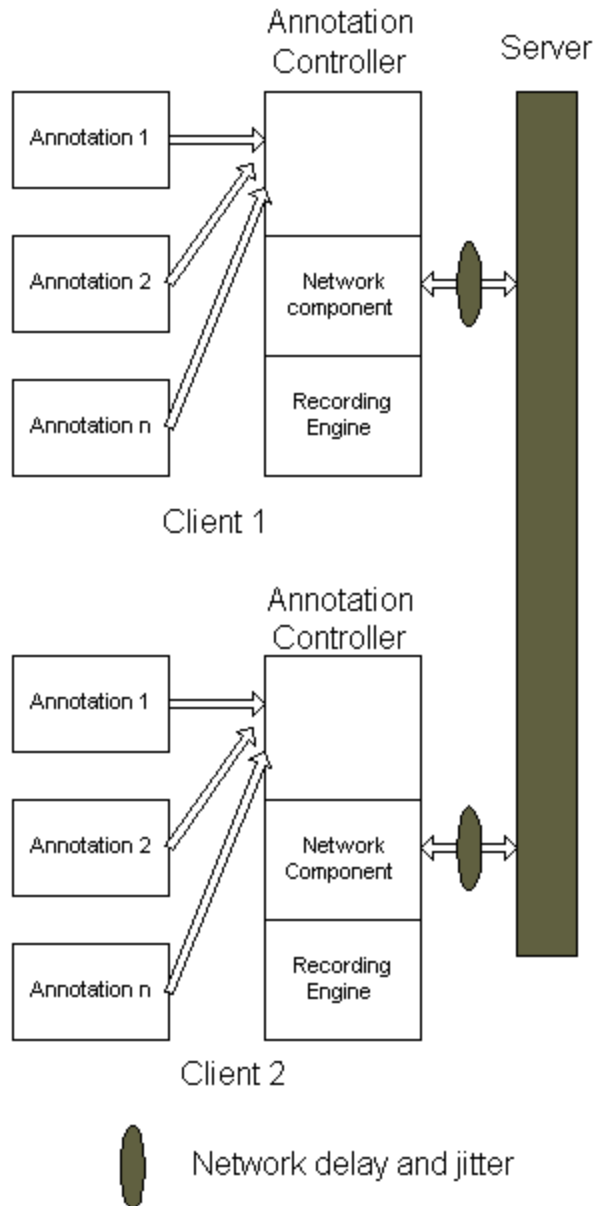 Annotation
Controller
Server
Annotation 1
Annotation 2
Network
component
Annotation n
Recording
Engine
Client 1
Annotation
Controller
Annotation 1
Annotation 2
Network
Component
Annotation n
Recording
Engine
Client 2
Network delay and jitter